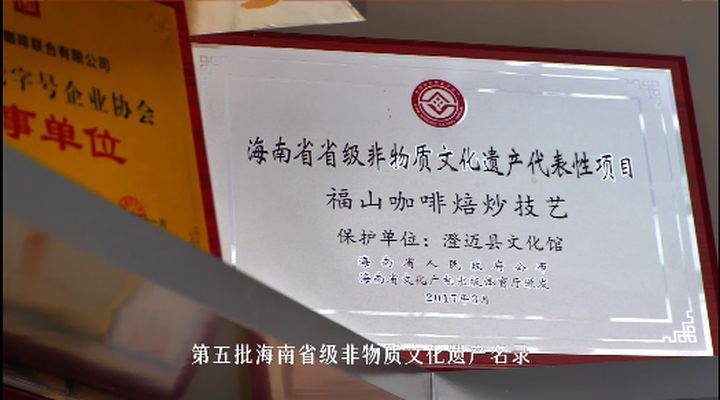 咖啡联合有限公司
字号企业协会
事单位
海南省省级非物质文化遗产代表性项目
福山咖啡焙炒技艺
保护单位：澄迈县文化馆
海南省人民政府公布
海南省文化广电出版体育厅颁发
2017年3月
第五批海南省级非物质文化遗产名录